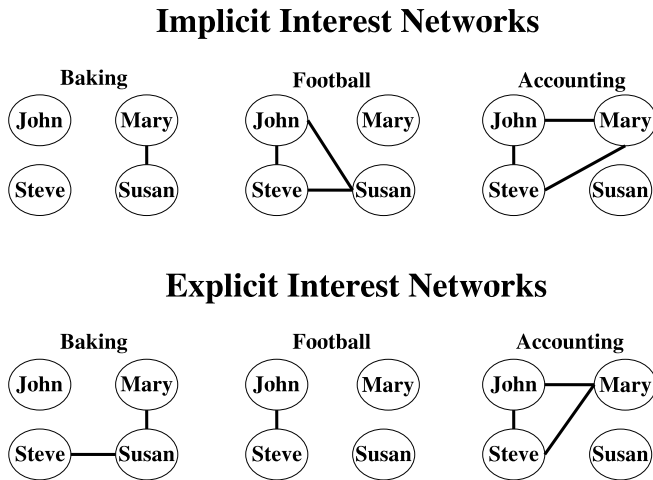 Implicit Interest Networks
Baking Football Accounting
John Mary John Mary John Mary
Steve Susan Steve Susan Steve Susan
Explicit Interest Networks
Baking Football Accounting
John Mary John Mary John Mary
Steve Susan Steve Susan Steve Susan